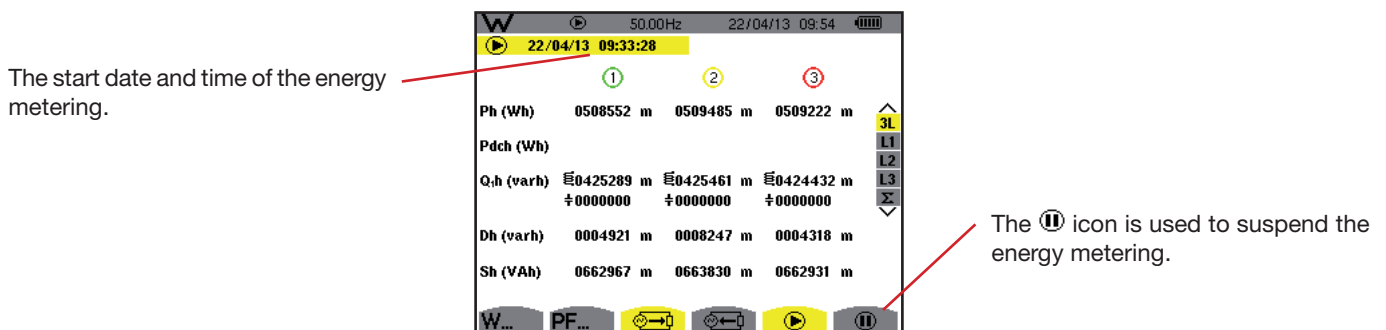 W 50.00Hz 22/04/13 09:54
22/04/13 09:33:28
The start date and time of the energy
metering.
1 2 3
Ph (Wh) 0508552 m 0509485 m 0509222 m
3L
Pdch (Wh)
L1
L2
Q₁h (varh) 0425289 m 0425461 m 0424432 m
L3
÷0000000 ÷0000000 ÷0000000
Σ
The icon is used to suspend the
energy metering.
Dh (varh) 0004921 m 0008247 m 0004318 m
Sh (VAh) 0662967 m 0663830 m 0662931 m
W... PF...